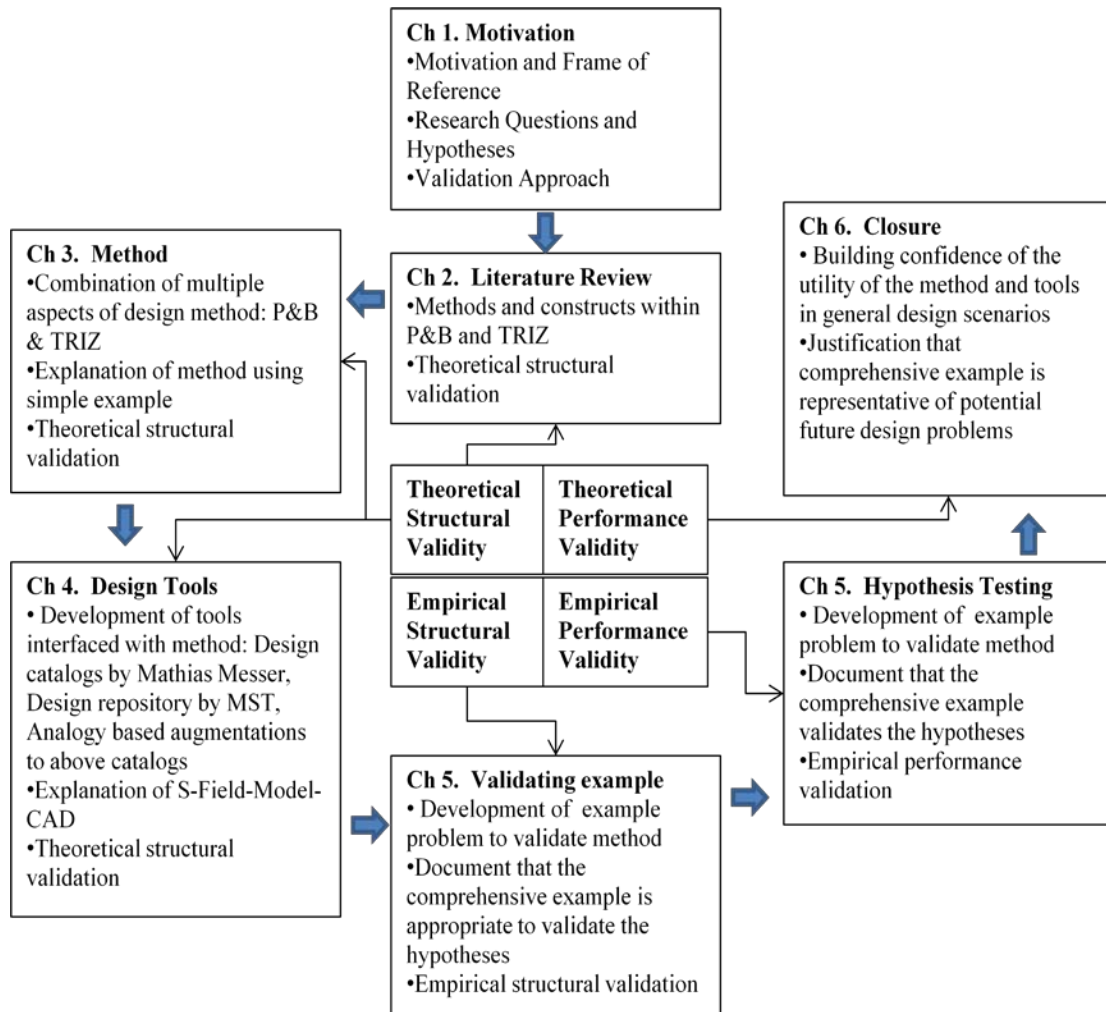 Ch 1. Motivation
•Motivation and Frame of
Reference
•Research Questions and
Hypotheses
•Validation Approach
Ch 2.  Literature Review
•Methods and constructs within
P&B and TRIZ
•Theoretical structural
validation
Ch 3.  Method
•Combination of multiple
aspects of design method: P&B
& TRIZ
•Explanation of method using
simple example
•Theoretical structural
validation
Ch 4.  Design Tools
• Development of tools
interfaced with method: Design
catalogs by Mathias Messer,
Design repository by MST,
Analogy based augmentations
to above catalogs
•Explanation of S-Field-Model-
CAD
•Theoretical structural
validation
Theoretical
Structural
Validity
Theoretical
Performance
Validity
Empirical
Structural
Validity
Empirical
Performance
Validity
Ch 5.  Validating example
• Development of  example
problem to validate method
•Document that the
comprehensive example is
appropriate to validate the
hypotheses
•Empirical structural validation
Ch 5.  Hypothesis Testing
• Development of  example
problem to validate method
•Document that the
comprehensive example
validates the hypotheses
•Empirical performance
validation
Ch 6.  Closure
• Building confidence of the
utility of the method and tools
in general design scenarios
•Justification that
comprehensive example is
representative of potential
future design problems